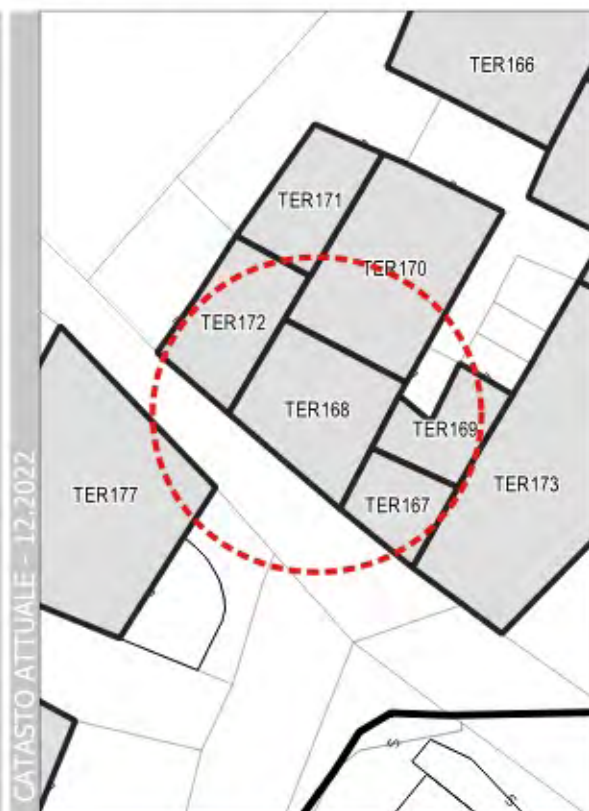 TER166
TER171
TER170
TER172
TER168
TER169
TER173
TER177
TER167
CATASTO ATTUALE - 12.2022
S
S